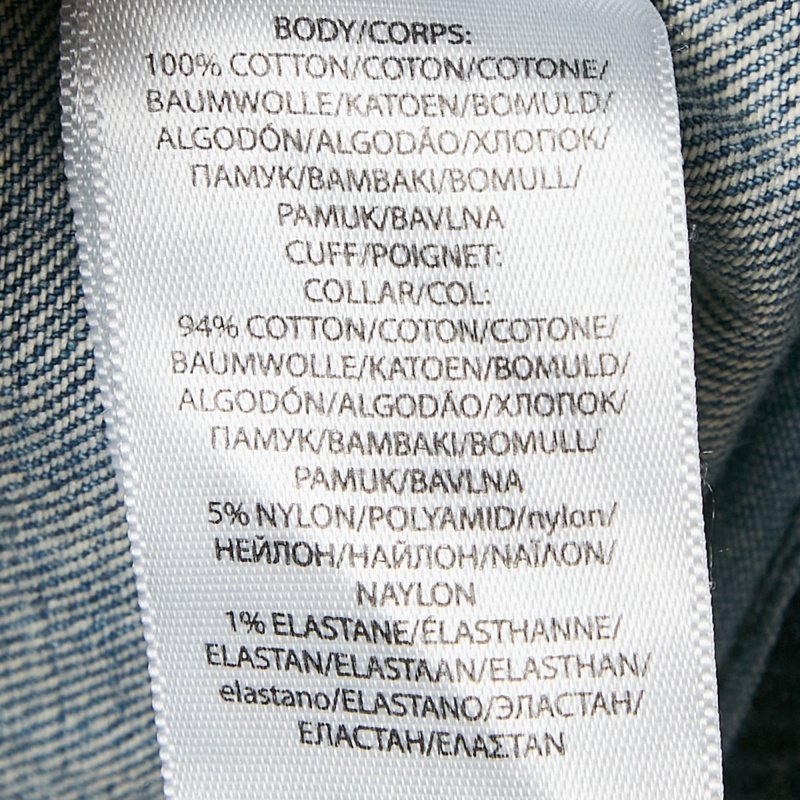 BODY/CORPS:
100% COTTON/COTON/COTONE/
BAUMWOLLE/KATOEN/BOMULD/
ALGODÓN/ALGODÃO/ХЛОПОК/
ПАМУК/ΒΑΜΒΑΚΙ/BOMULL/
PAMUK/BAVLNA
CUFF/POIGNET:
COLLAR/COL:
94% COTTON/COTON/COTONE/
BAUMWOLLE/KATOEN/BOMULD/
ALGODÓN/ALGODÃO/ХЛОПОК/
ПАМУК/ΒΑΜΒΑΚΙ/BOMULL/
PAMUK/BAVLNA
5% NYLON/POLYAMID/nylon/
НЕЙЛОН/НАЙЛОН/ΝΑΪΛΟΝ/
NAYLON
1% ELASTANE/ÉLASTHANNE/
ELASTAN/ELASTAAN/ELASTHAN/
elastano/ELASTANO/ЭЛАСТАН/
ЕЛАСТАН/ΕΛΑΣΤΑΝ